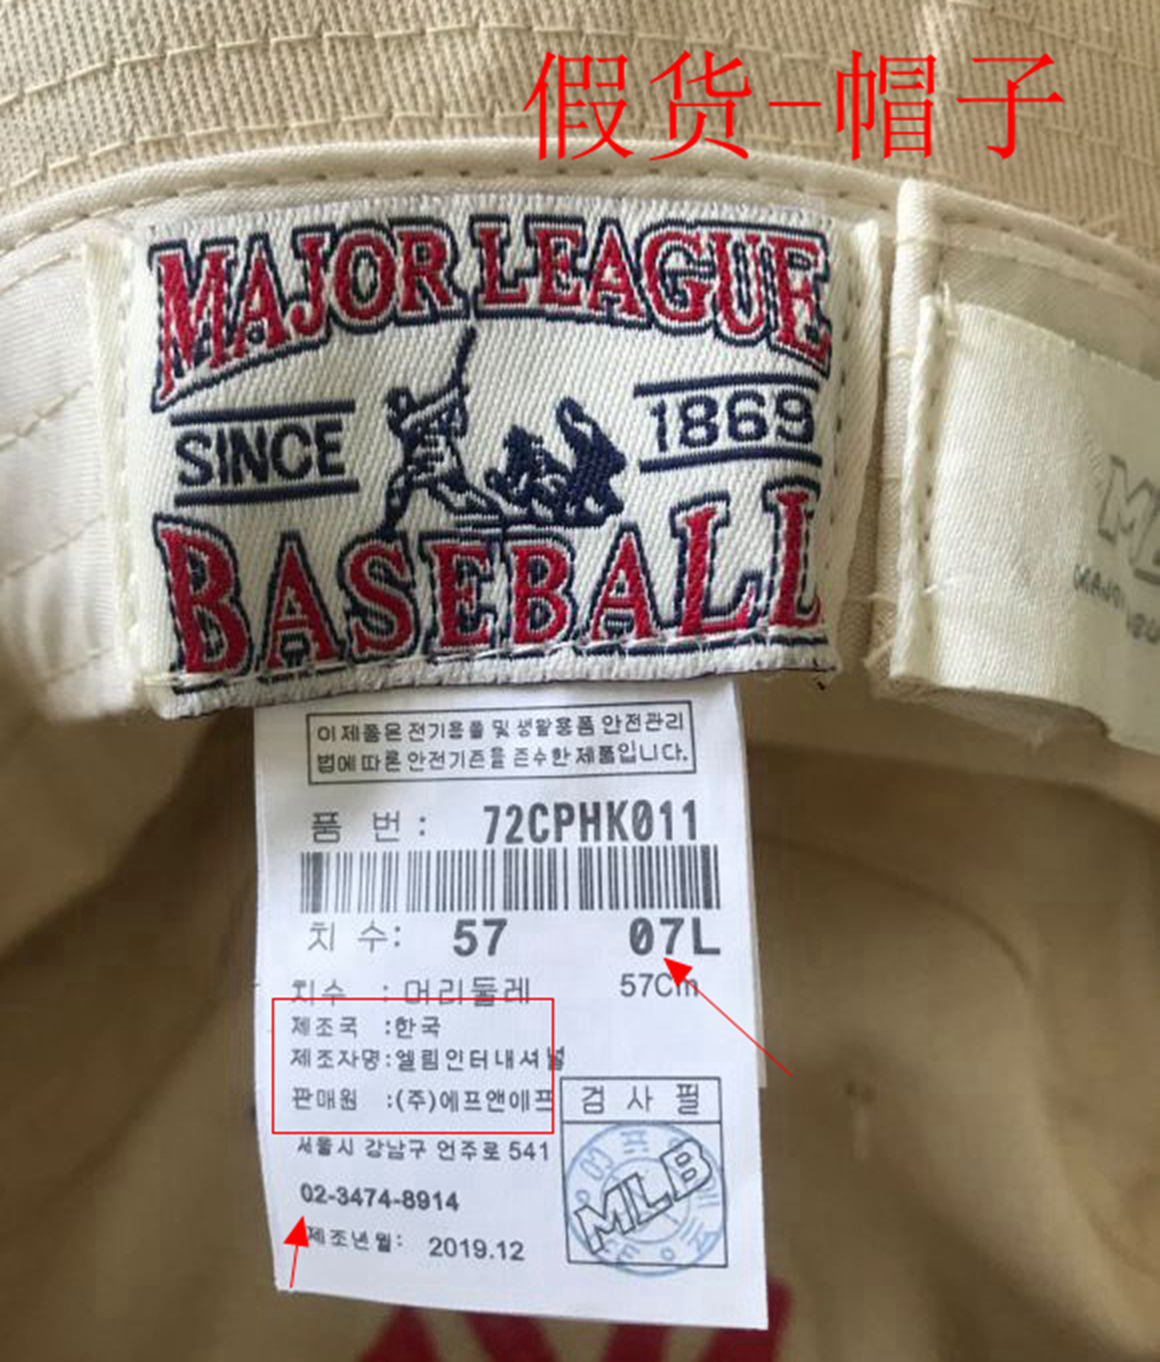 假货-帽子
MAJOR LEAGUE
SINCE 1869
BASEBALL
이 제품은 전기용품 및 생활용품 안전관리
법에 따른 안전기준을 준수한 제품입니다.
품 번 : 72CPHK011
치 수: 57 07L
치수 : 머리둘레 57Cm
제조국 :한국
제조자명:엘림인터내셔널
판매원 :(주)에프앤에프
서울시 강남구 언주로 541
02-3474-8914
제조년월: 2019.12
검 사 필
MLB